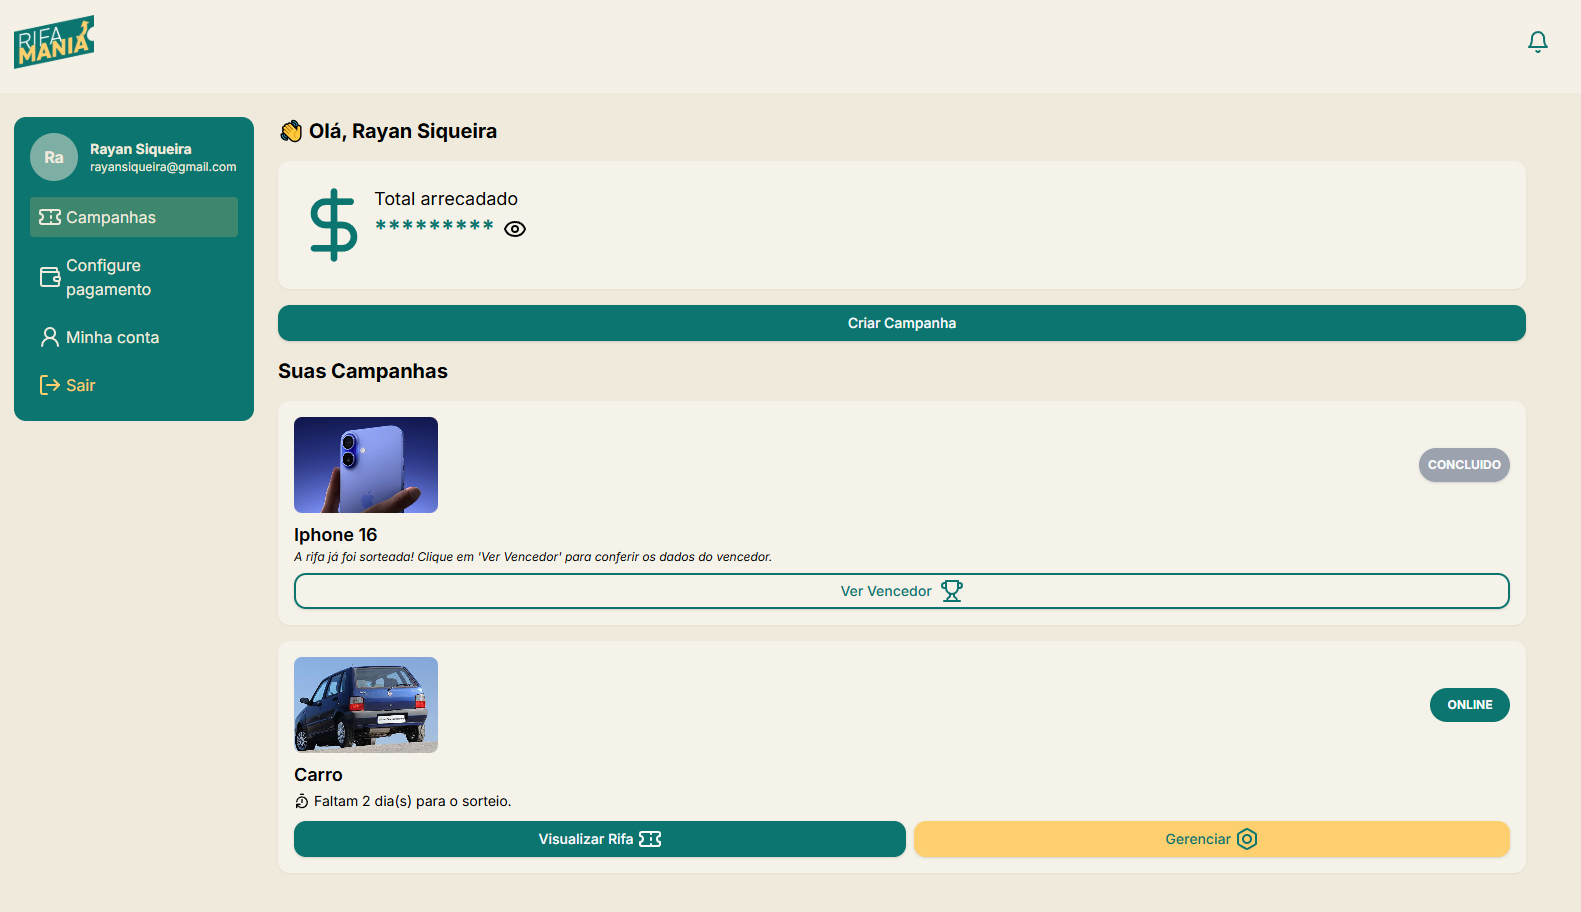 RIFA
MANIA
Ra
Rayan Siqueira
rayansiqueira@gmail.com
Campanhas
Configure
pagamento
Minha conta
Sair
👋 Olá, Rayan Siqueira
Total arrecadado
*********
Criar Campanha
Suas Campanhas
CONCLUIDO
Iphone 16
A rifa já foi sorteada! Clique em 'Ver Vencedor' para conferir os dados do vencedor.
Ver Vencedor
ONLINE
Carro
Faltam 2 dia(s) para o sorteio.
Visualizar Rifa
Gerenciar